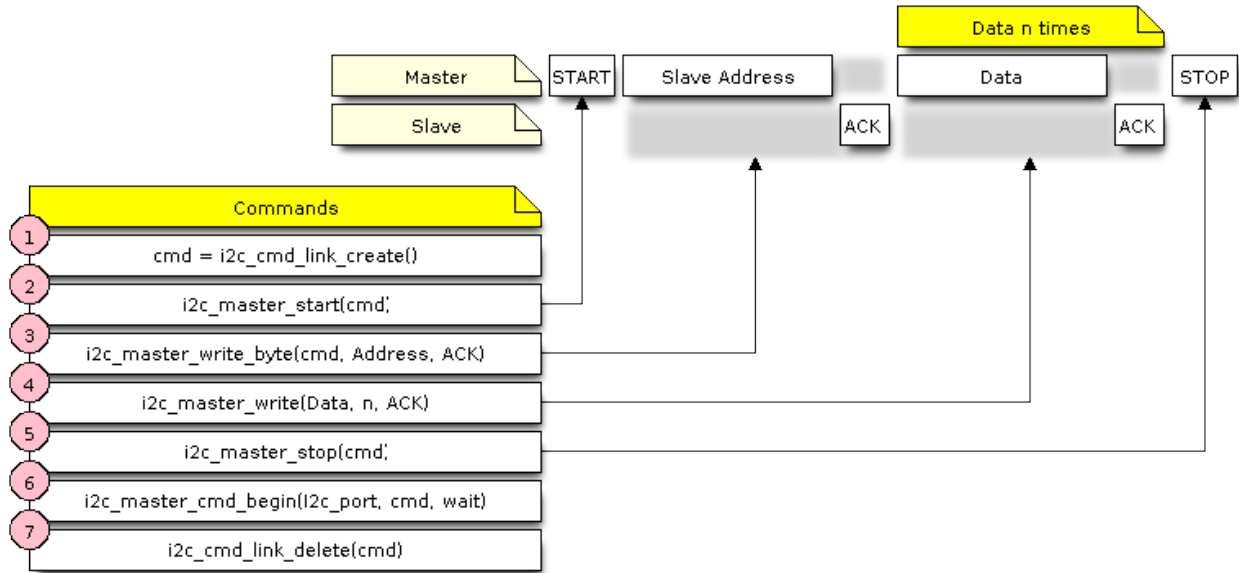 Data n times
Master START Slave Address Data STOP
Slave ACK ACK
Commands
1
cmd = i2c_cmd_link_create()
2
i2c_master_start(cmd;
3
i2c_master_write_byte(cmd, Address, ACK)
4
i2c_master_write(Data, n, ACK)
5
i2c_master_stop(cmd;
6
i2c_master_cmd_begin(I2c_port, cmd, wait)
7
i2c_cmd_link_delete(cmd)